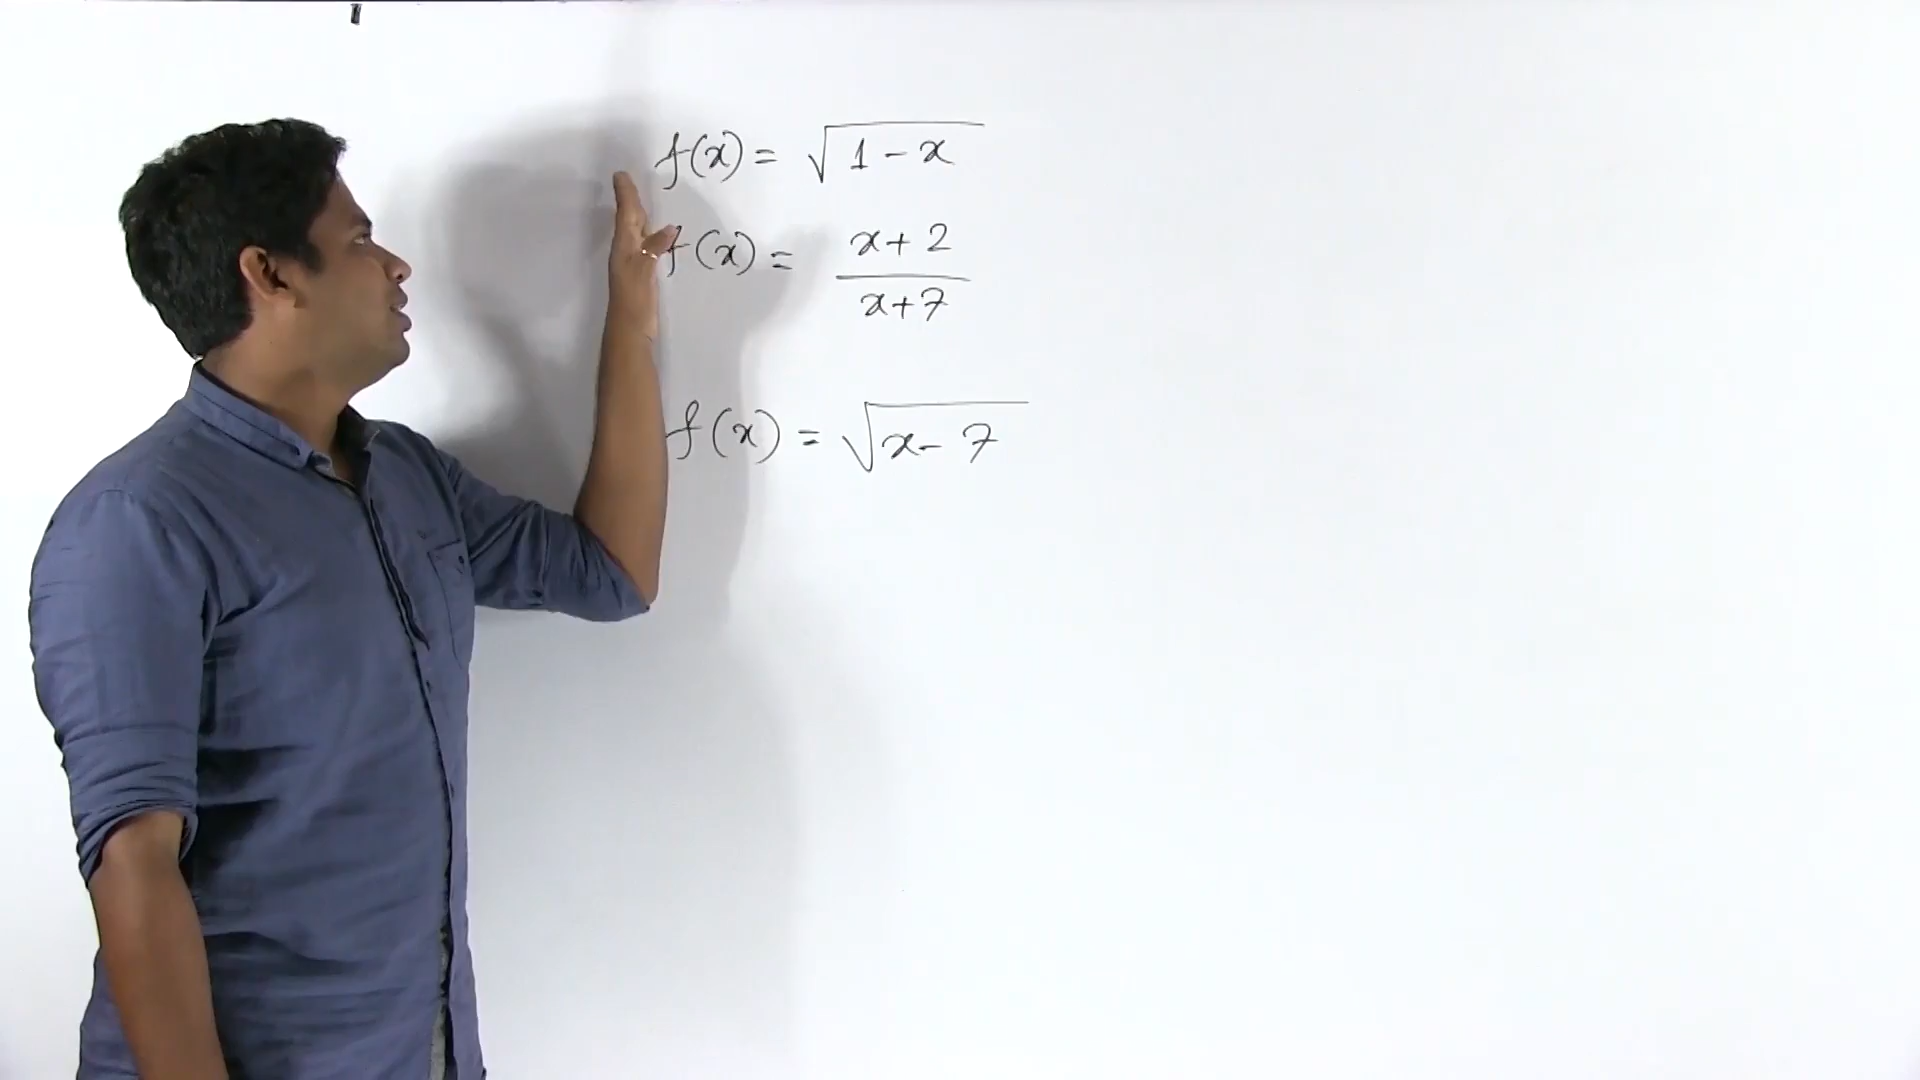 f(x) = √(1 - x)
f(x) = (x + 2)/(x + 7)
f(x) = √(x - 7)